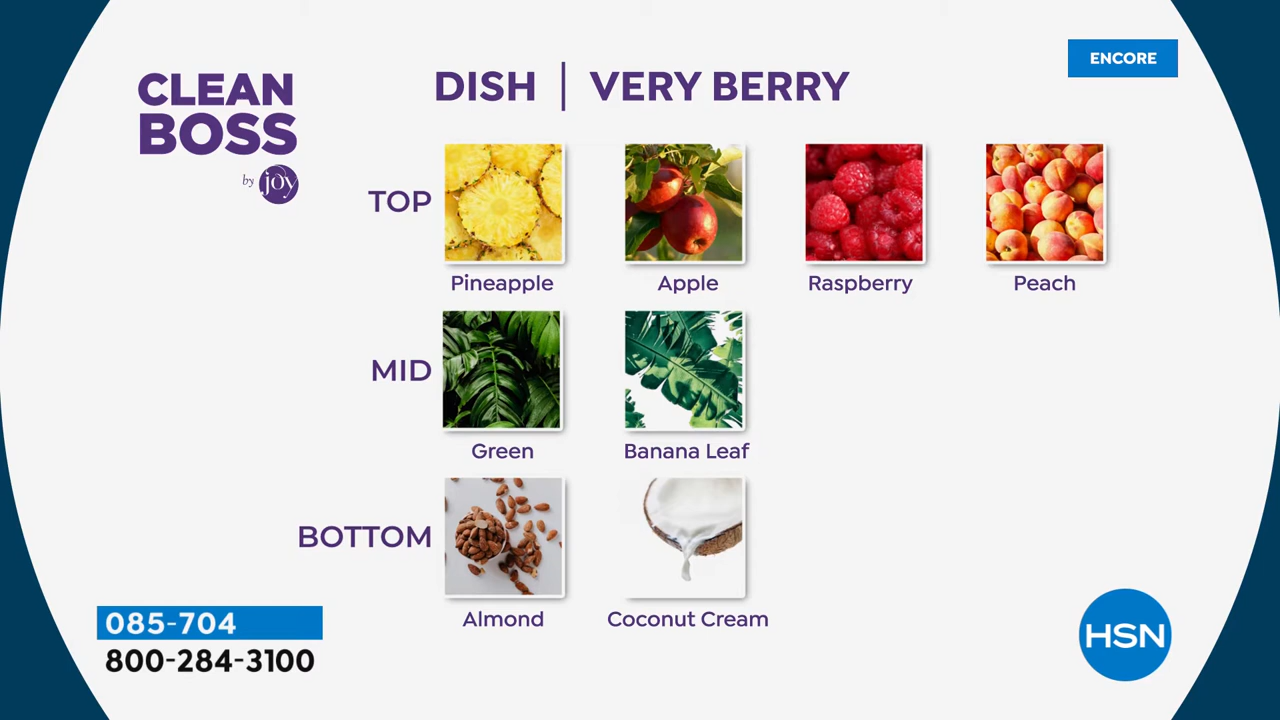 CLEAN
BOSS
by joy
DISH | VERY BERRY
ENCORE
TOP
Pineapple
Apple
Raspberry
Peach
MID
Green
Banana Leaf
BOTTOM
Almond
Coconut Cream
085-704
800-284-3100
HSN